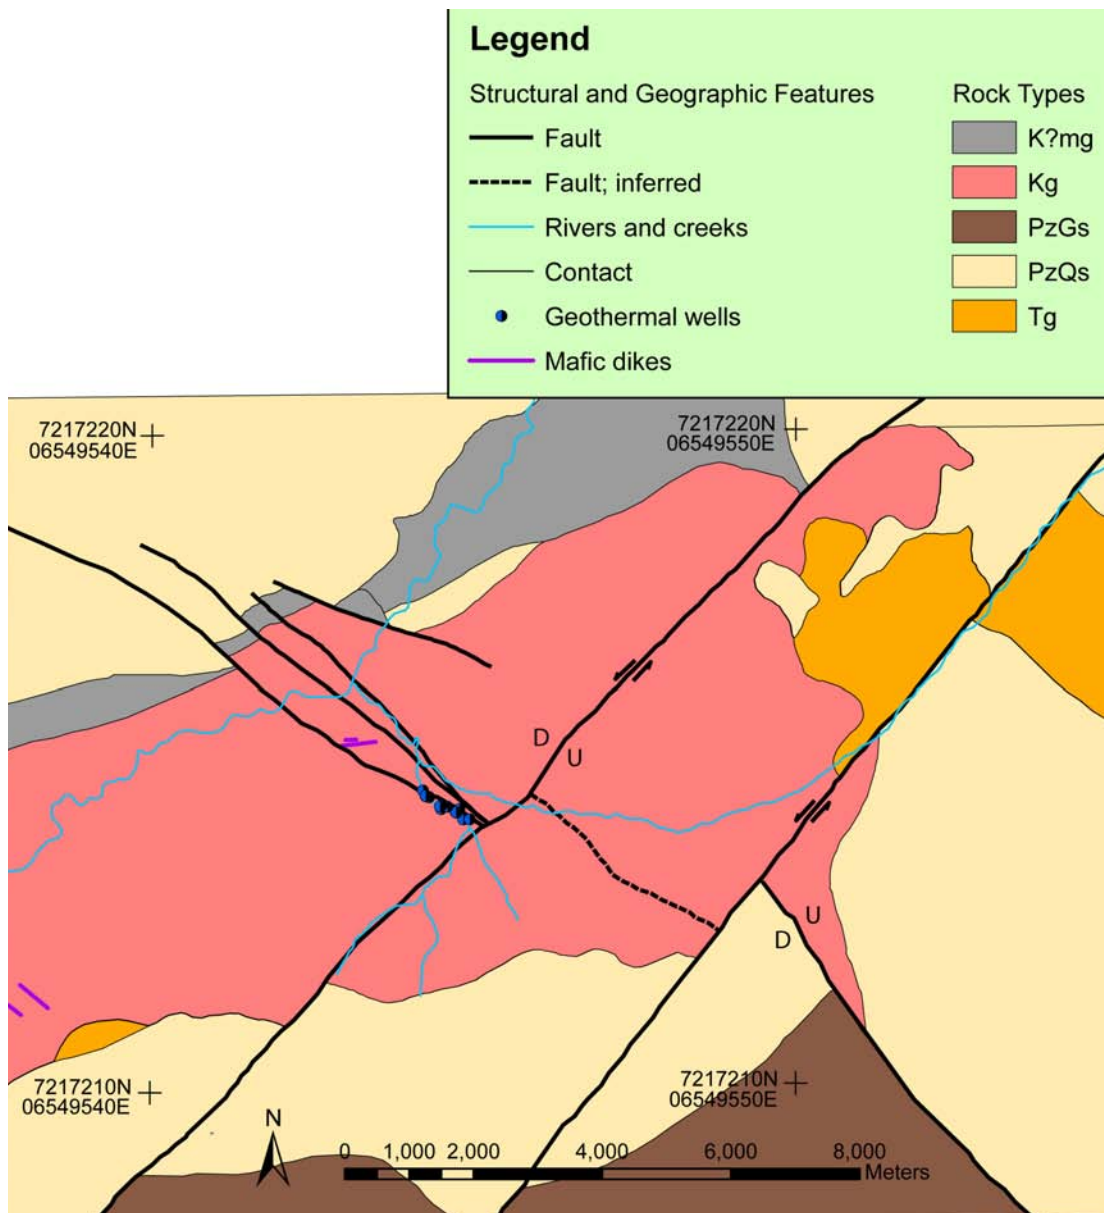 Legend
Structural and Geographic Features
Fault
Fault; inferred
Rivers and creeks
Contact
Geothermal wells
Mafic dikes
Rock Types
K?mg
Kg
PzGs
PzQs
Tg
7217220N
06549540E
7217220N
06549550E
D
U
U
D
7217210N
06549540E
7217210N
06549550E
N
0 1,000 2,000 4,000 6,000 8,000
Meters